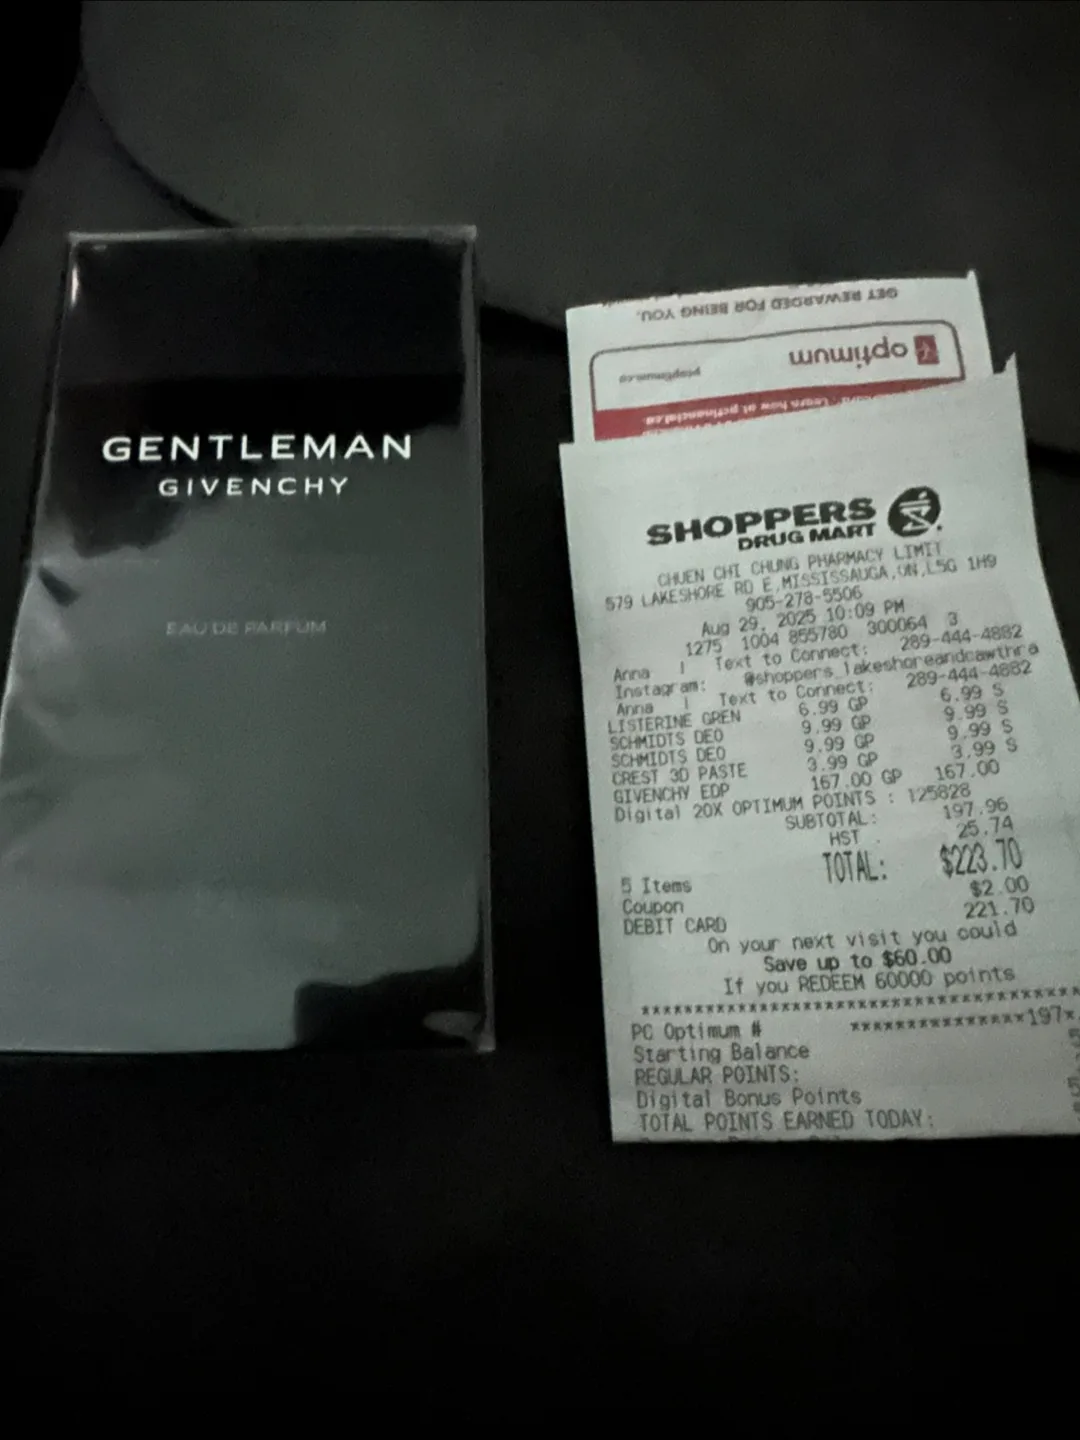 GENTLEMAN
GIVENCHY
EAU DE PARFUM
GET REWARDED FOR BEING YOU.
optimum
pcoptimum.ca
Learn how at pcfinancial.ca
SHOPPERS
DRUG MART
CHUEN CHI CHUNG PHARMACY LIMIT
579 LAKESHORE RD E,MISSISSAUGA,ON,L5G 1H9
905-278-5506
Aug 29, 2025 10:09 PM
1275 1004 855780 300064 3
Anna | Text to Connect: 289-444-4882
Instagram: @shoppers_lakeshoreandcawthra
Anna | Text to Connect: 289-444-4882
LISTERINE GREN 6.99 GP 6.99 S
SCHMIDTS DEO 9.99 GP 9.99 S
SCHMIDTS DEO 9.99 GP 9.99 S
CREST 3D PASTE 3.99 GP 3.99 S
GIVENCHY EDP 167.00 GP 167.00
Digital 20X OPTIMUM POINTS : 125828
SUBTOTAL: 197.96
HST 25.74
TOTAL: $223.70
5 Items
Coupon $2.00
DEBIT CARD 221.70
On your next visit you could
Save up to $60.00
If you REDEEM 60000 points
PC Optimum # ***************197*
Starting Balance
REGULAR POINTS:
Digital Bonus Points
TOTAL POINTS EARNED TODAY: